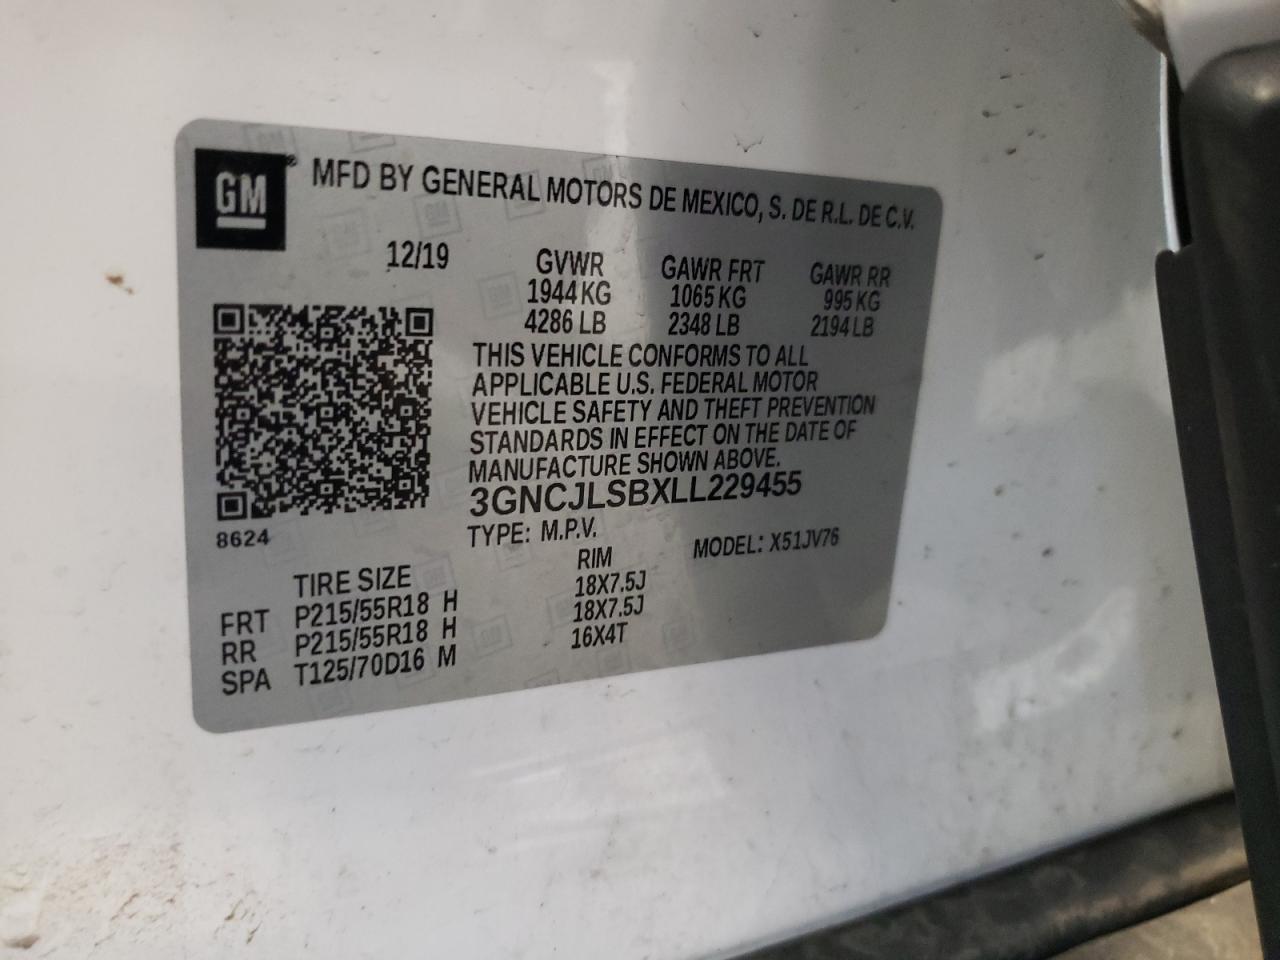 GM® MFD BY GENERAL MOTORS DE MEXICO, S. DE R.L. DE C.V.
12/19 GVWR GAWR FRT GAWR RR
1944 KG 1065 KG 995 KG
4286 LB 2348 LB 2194 LB
THIS VEHICLE CONFORMS TO ALL
APPLICABLE U.S. FEDERAL MOTOR
VEHICLE SAFETY AND THEFT PREVENTION
STANDARDS IN EFFECT ON THE DATE OF
MANUFACTURE SHOWN ABOVE.
3GNCJLSBXLL229455
8624
TYPE: M.P.V. MODEL: X51JV76
TIRE SIZE RIM
FRT P215/55R18 H 18X7.5J
RR P215/55R18 H 18X7.5J
SPA T125/70D16 M 16X4T